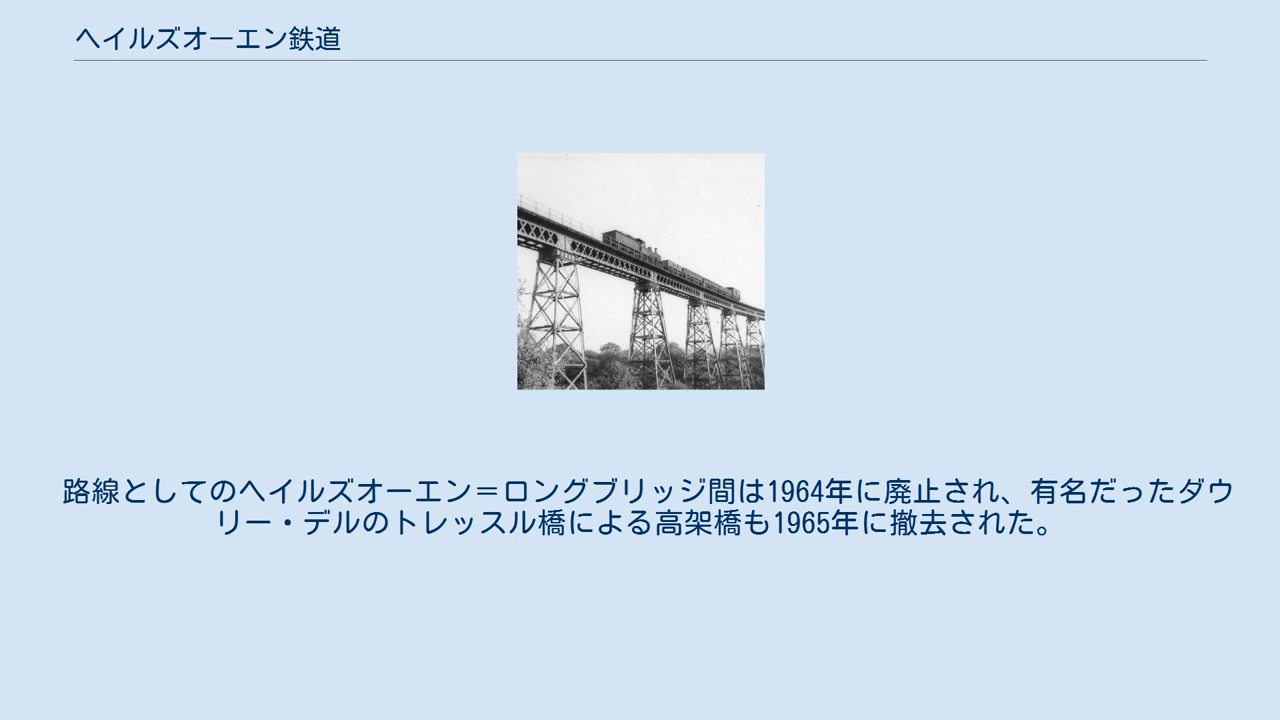 ヘイルズオーエン鉄道
路線としてのヘイルズオーエン＝ロングブリッジ間は1964年に廃止され、有名だったダウ
リー・デルのトレッスル橋による高架橋も1965年に撤去された。